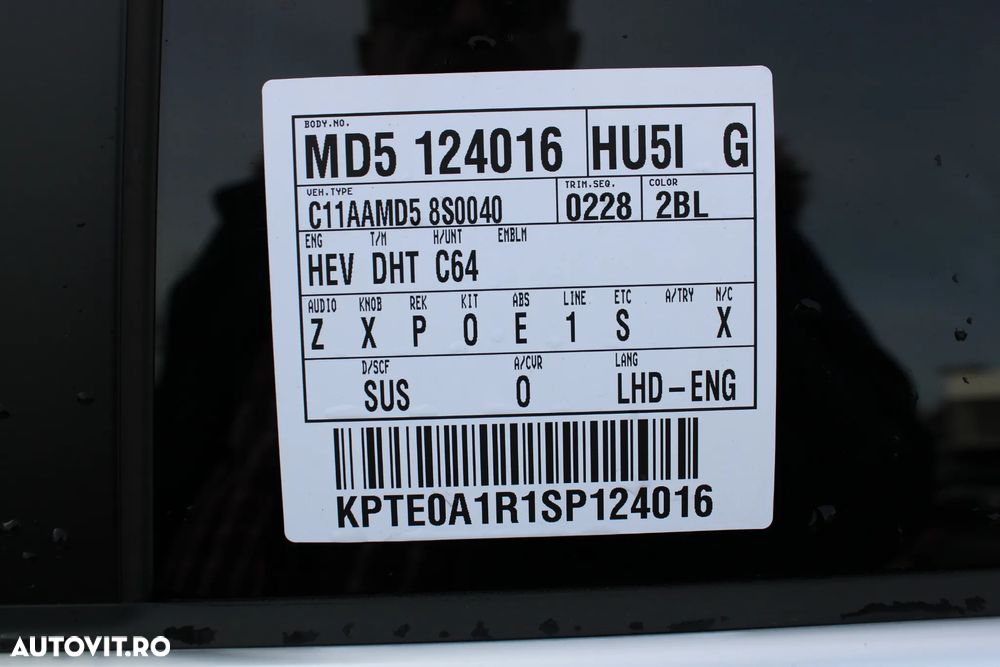 BODY.NO.
MD5 124016 HU5I G
VEH.TYPE TRIM.SEQ. COLOR
C11AAMD5 8S0040 0228 2BL
ENG T/M H/UNT EMBLM
HEV DHT C64
AUDIO KNOB REK KIT ABS LINE ETC A/TRY N/C
Z X P 0 E 1 S X
D/SCF A/CUR LANG
SUS 0 LHD-ENG
KPTE0A1R1SP124016
AUTOVIT.RO